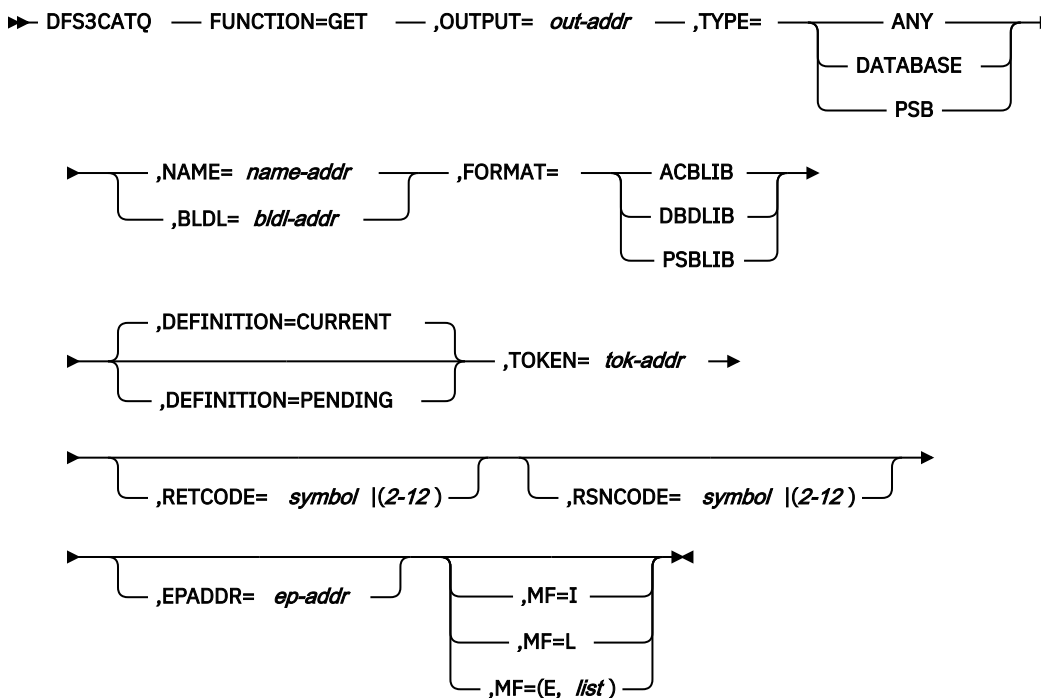 DFS3CATQ FUNCTION=GET ,OUTPUT= out-addr ,TYPE= ANY
DATABASE
PSB
,NAME= name-addr ,FORMAT= ACBLIB
,BLDL= bldl-addr DBDLIB
PSBLIB
,DEFINITION=CURRENT
,TOKEN= tok-addr
,DEFINITION=PENDING
,RETCODE= symbol |(2-12 ) ,RSNCODE= symbol |(2-12 )
,EPADDR= ep-addr ,MF=I
,MF=L
,MF=(E, list )